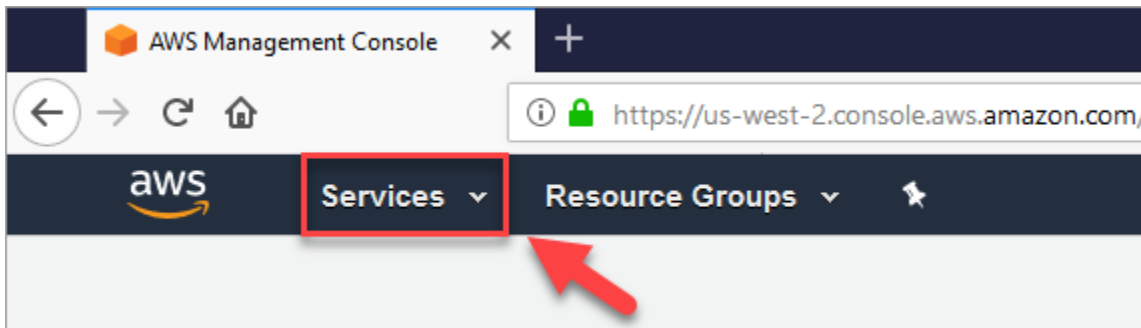 AWS Management Console
https://us-west-2.console.aws.amazon.com/
aws Services Resource Groups